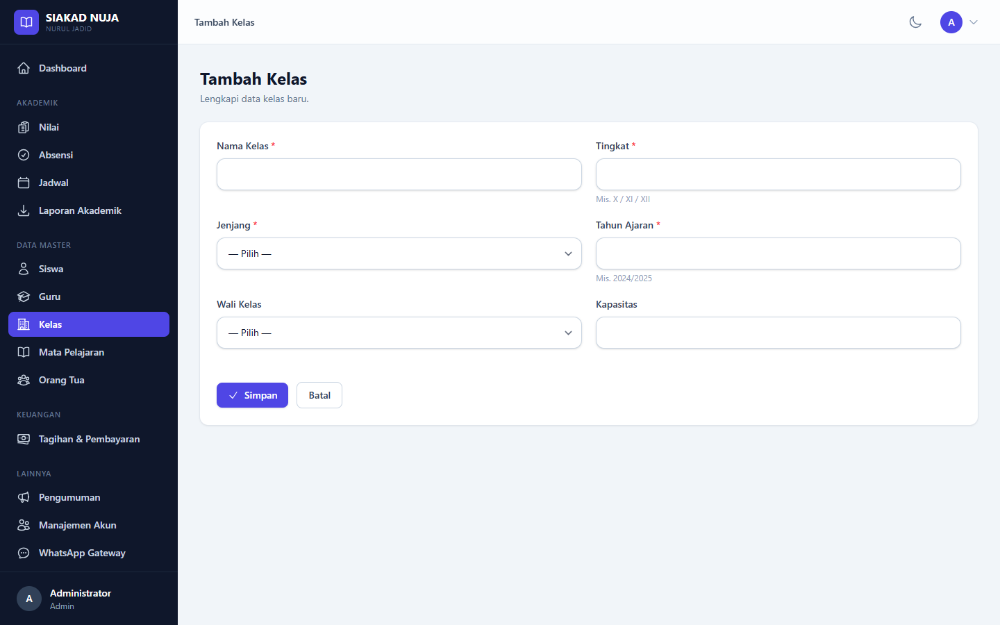 SIAKAD NUJA
NURUL JADID
Dashboard
AKADEMIK
Nilai
Absensi
Jadwal
Laporan Akademik
DATA MASTER
Siswa
Guru
Kelas
Mata Pelajaran
Orang Tua
KEUANGAN
Tagihan & Pembayaran
LAINNYA
Pengumuman
Manajemen Akun
WhatsApp Gateway
A
Administrator
Admin
Tambah Kelas
A
Tambah Kelas
Lengkapi data kelas baru.
Nama Kelas *
Tingkat *
Mis. X / XI / XII
Jenjang *
— Pilih —
Tahun Ajaran *
Mis. 2024/2025
Wali Kelas
— Pilih —
Kapasitas
Simpan
Batal